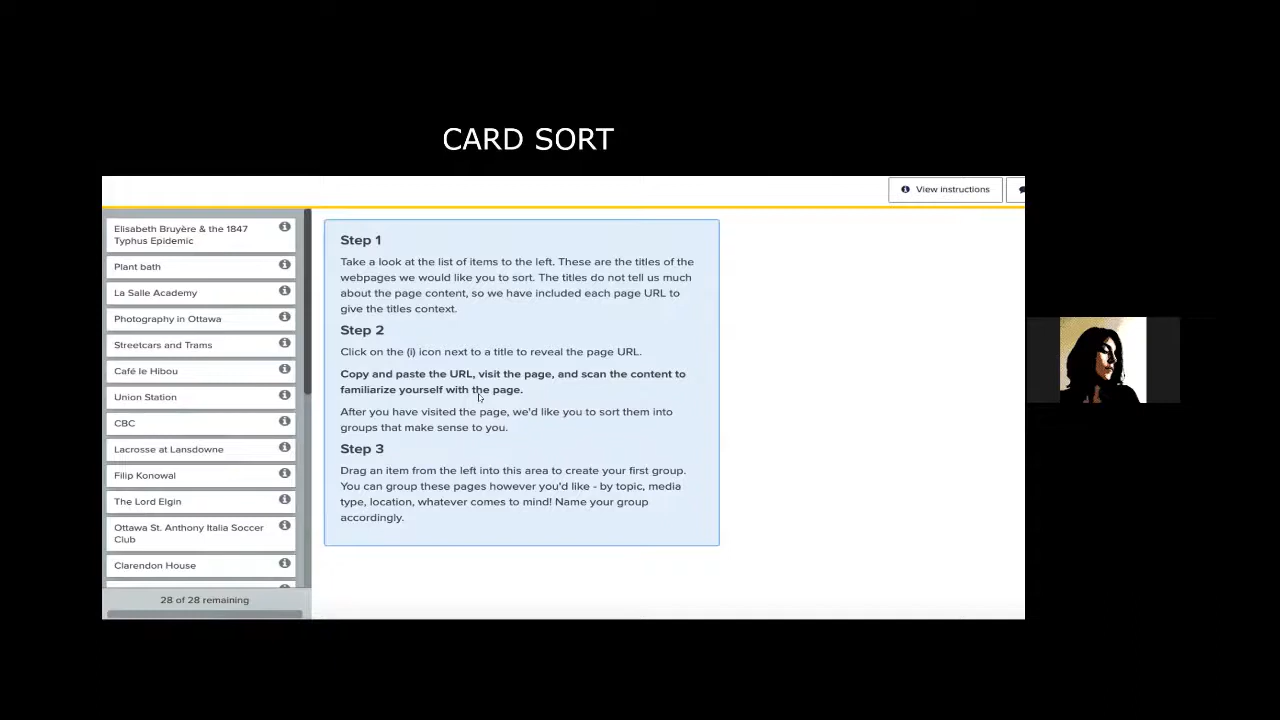 CARD SORT
View instructions
Elisabeth Bruyère & the 1847
Typhus Epidemic
Plant bath
La Salle Academy
Photography in Ottawa
Streetcars and Trams
Café le Hibou
Union Station
CBC
Lacrosse at Lansdowne
Filip Konowal
The Lord Elgin
Ottawa St. Anthony Italia Soccer
Club
Clarendon House
28 of 28 remaining
Step 1
Take a look at the list of items to the left. These are the titles of the
webpages we would like you to sort. The titles do not tell us much
about the page content, so we have included each page URL to
give the titles context.
Step 2
Click on the (i) icon next to a title to reveal the page URL.
Copy and paste the URL, visit the page, and scan the content to
familiarize yourself with the page.
After you have visited the page, we'd like you to sort them into
groups that make sense to you.
Step 3
Drag an item from the left into this area to create your first group.
You can group these pages however you'd like - by topic, media
type, location, whatever comes to mind! Name your group
accordingly.